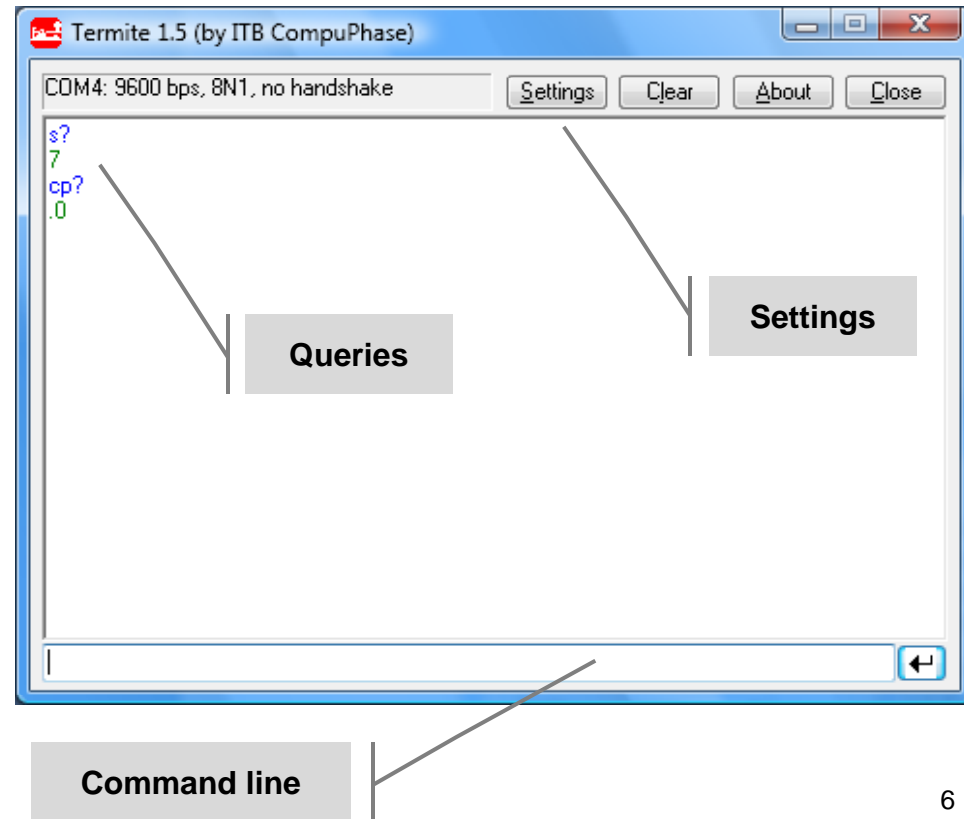 Termite 1.5 (by ITB CompuPhase)
COM4: 9600 bps, 8N1, no handshake
Settings
Clear
About
Close
s?
7
cp?
.0
Queries
Settings
Command line
6